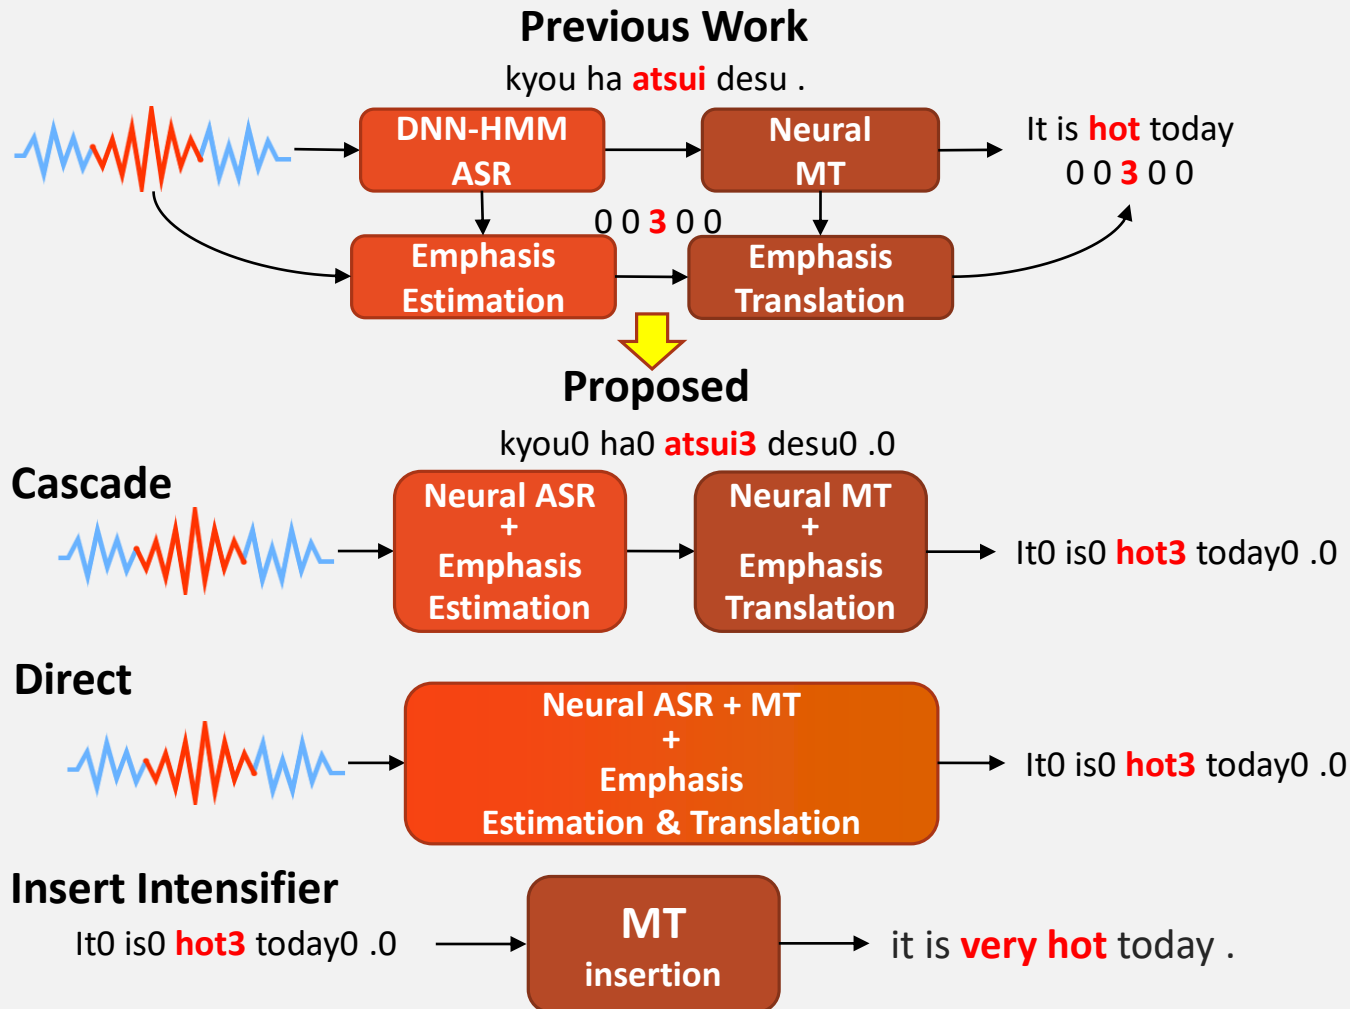 Previous Work
kyou ha atsui desu .
DNN-HMM
ASR
Neural
MT
It is hot today
0 0 3 0 0
0 0 3 0 0
Emphasis
Estimation
Emphasis
Translation
Proposed
kyou0 ha0 atsui3 desu0 .0
Cascade
Neural ASR
+
Emphasis
Estimation
Neural MT
+
Emphasis
Translation
It0 is0 hot3 today0 .0
Direct
Neural ASR + MT
+
Emphasis
Estimation & Translation
It0 is0 hot3 today0 .0
Insert Intensifier
It0 is0 hot3 today0 .0
MT
insertion
it is very hot today .